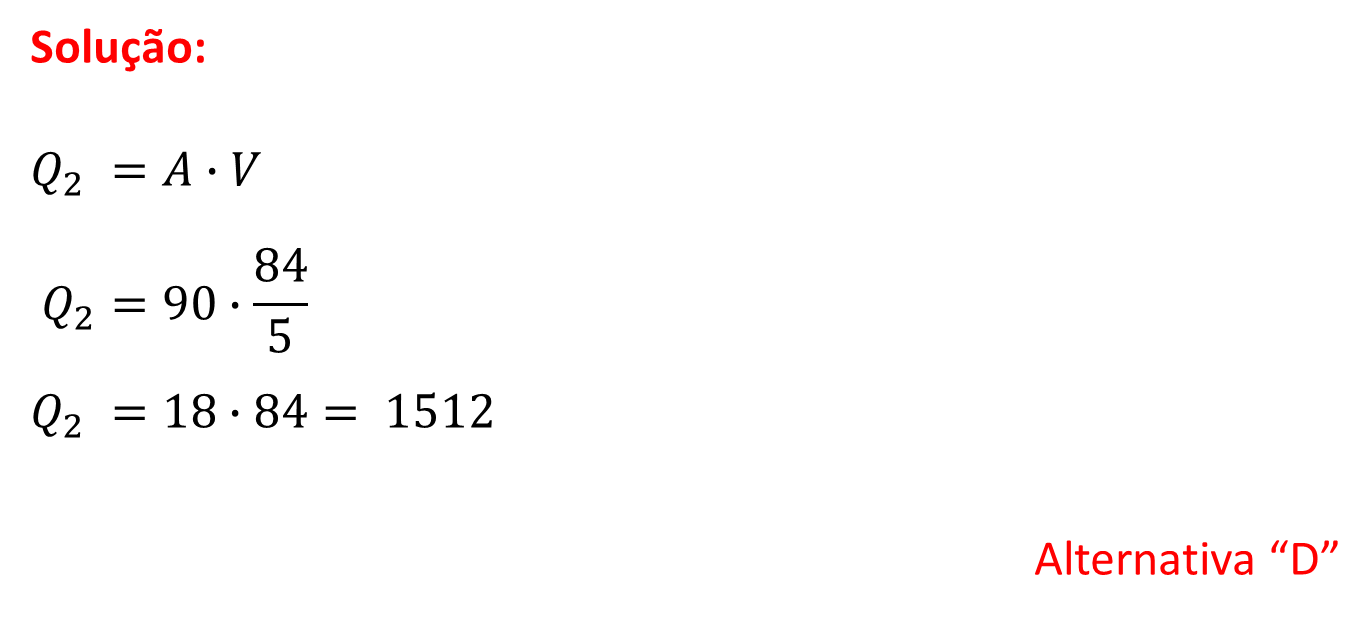 Solução:
Q₂ = A · V
Q₂ = 90 · 84/5
Q₂ = 18 · 84 = 1512
Alternativa “D”